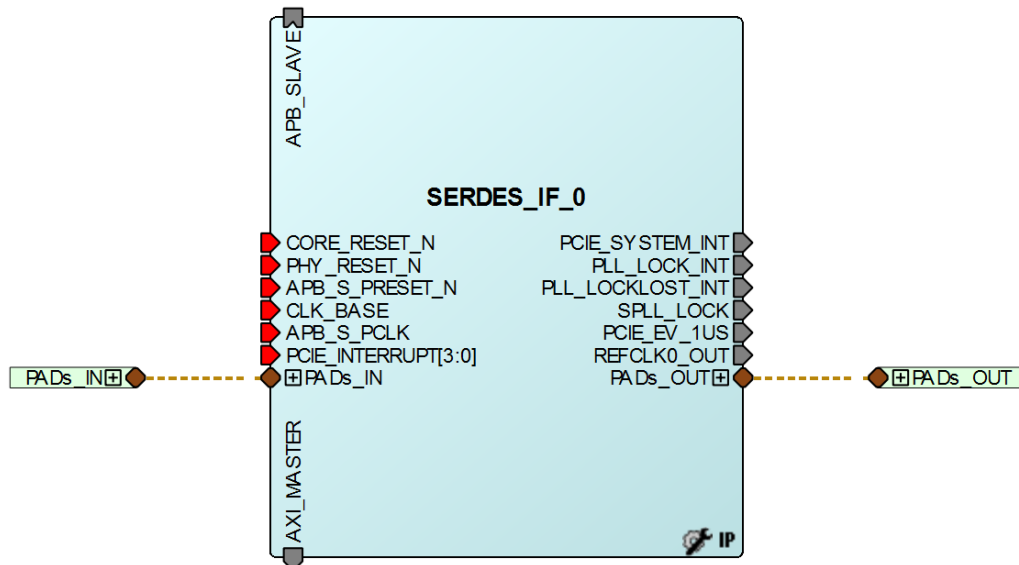 APB_SLAVE
SERDES_IF_0
CORE_RESET_N
PHY_RESET_N
APB_S_PRESET_N
CLK_BASE
APB_S_PCLK
PCIE_INTERRUPT[3:0]
PADs_IN
PADs_IN
PCIE_SYSTEM_INT
PLL_LOCK_INT
PLL_LOCKLOST_INT
SPLL_LOCK
PCIE_EV_1US
REFCLK0_OUT
PADs_OUT
PADs_OUT
AXI_MASTER
IP